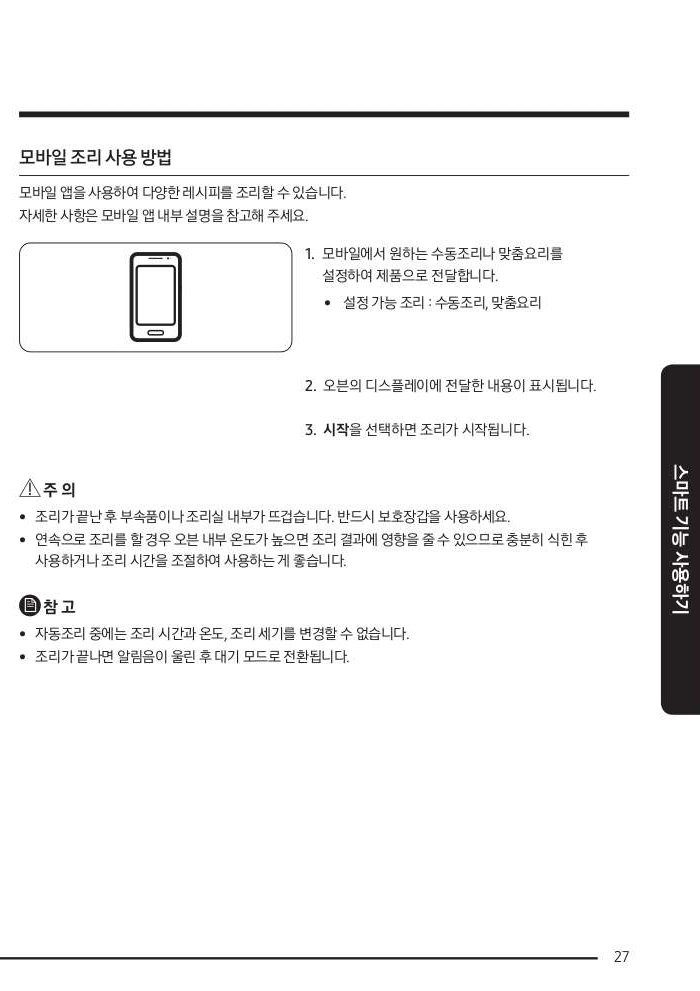 모바일 조리 사용 방법
모바일 앱을 사용하여 다양한 레시피를 조리할 수 있습니다.
자세한 사항은 모바일 앱 내부 설명을 참고해 주세요.
1. 모바일에서 원하는 수동조리나 맞춤요리를
설정하여 제품으로 전달합니다.
• 설정 가능 조리 : 수동조리, 맞춤요리
2. 오븐의 디스플레이에 전달한 내용이 표시됩니다.
3. 시작을 선택하면 조리가 시작됩니다.
주 의
• 조리가 끝난 후 부속품이나 조리실 내부가 뜨겁습니다. 반드시 보호장갑을 사용하세요.
• 연속으로 조리를 할 경우 오븐 내부 온도가 높으면 조리 결과에 영향을 줄 수 있으므로 충분히 식힌 후
사용하거나 조리 시간을 조절하여 사용하는 게 좋습니다.
참 고
• 자동조리 중에는 조리 시간과 온도, 조리 세기를 변경할 수 없습니다.
• 조리가 끝나면 알림음이 울린 후 대기 모드로 전환됩니다.
스마트 기능 사용하기
27